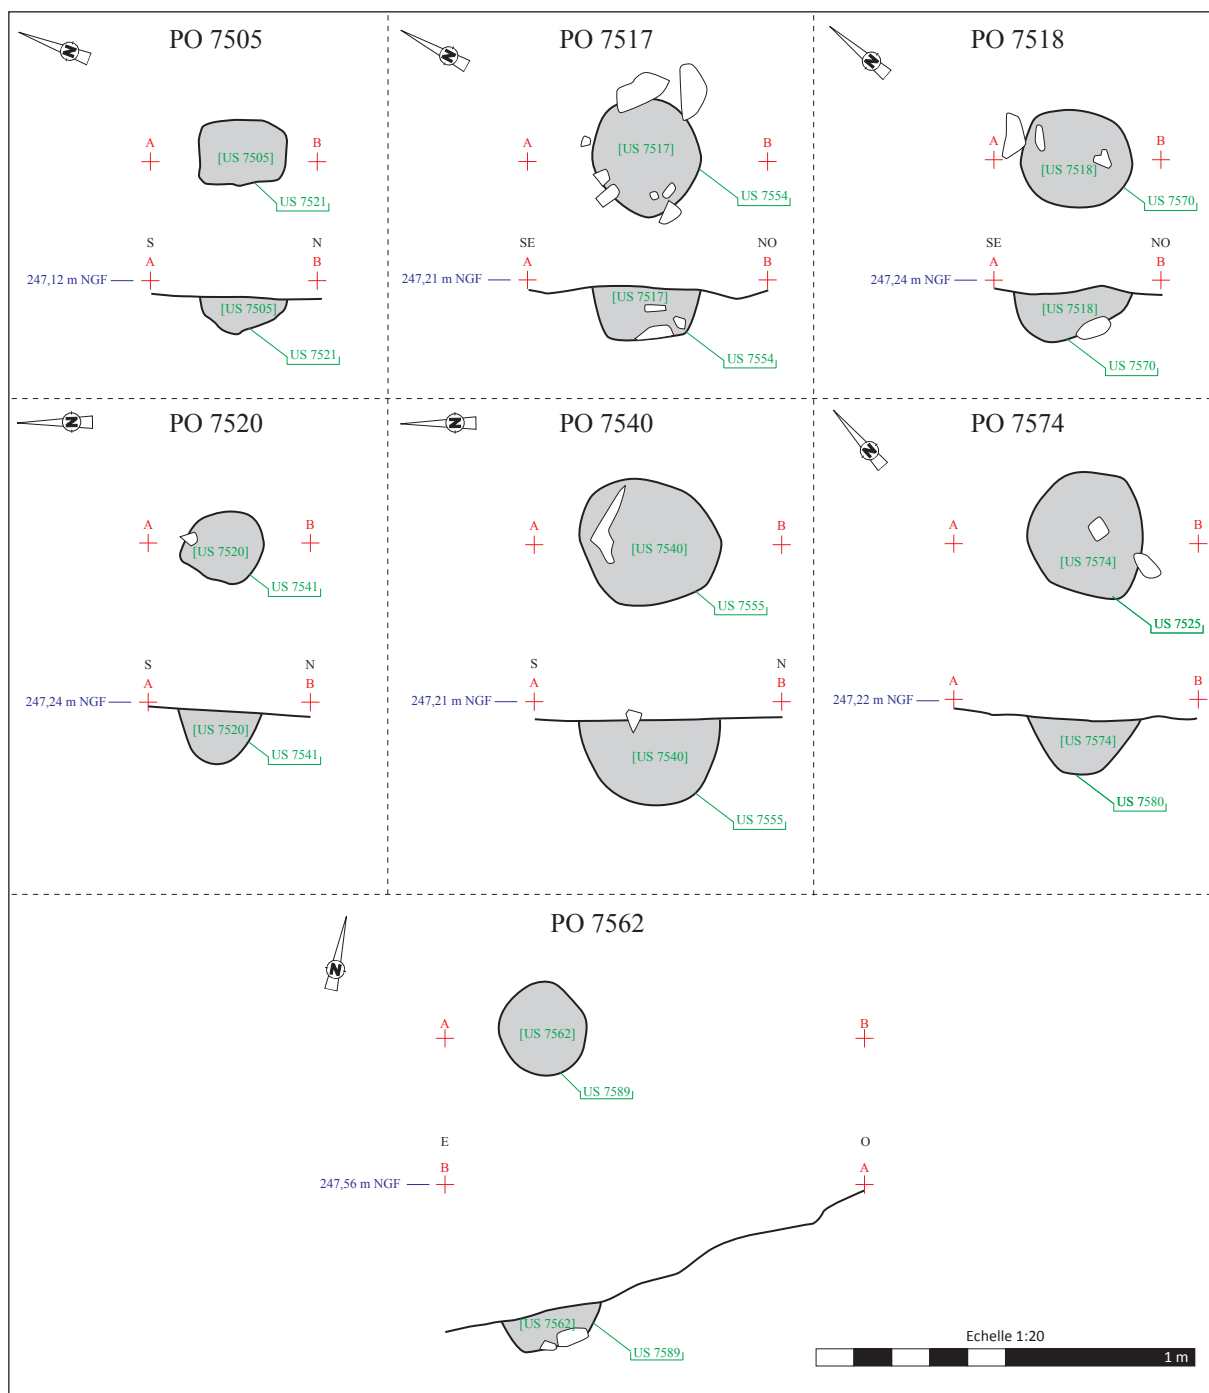 PO 7505
N
A
B
[US 7505]
US 7521
S
N
A
B
247,12 m NGF
[US 7505]
US 7521
PO 7517
N
A
B
[US 7517]
US 7554
SE
NO
A
B
247,21 m NGF
[US 7517]
US 7554
PO 7518
N
A
B
[US 7518]
US 7570
SE
NO
A
B
247,24 m NGF
[US 7518]
US 7570
PO 7520
N
A
B
[US 7520]
US 7541
S
N
A
B
247,24 m NGF
[US 7520]
US 7541
PO 7540
N
A
B
[US 7540]
US 7555
S
N
A
B
247,21 m NGF
[US 7540]
US 7555
PO 7574
N
A
B
[US 7574]
US 7525
A
B
247,22 m NGF
[US 7574]
US 7580
PO 7562
N
A
B
[US 7562]
US 7589
E
O
B
A
247,56 m NGF
[US 7562]
US 7589
Echelle 1:20
1 m